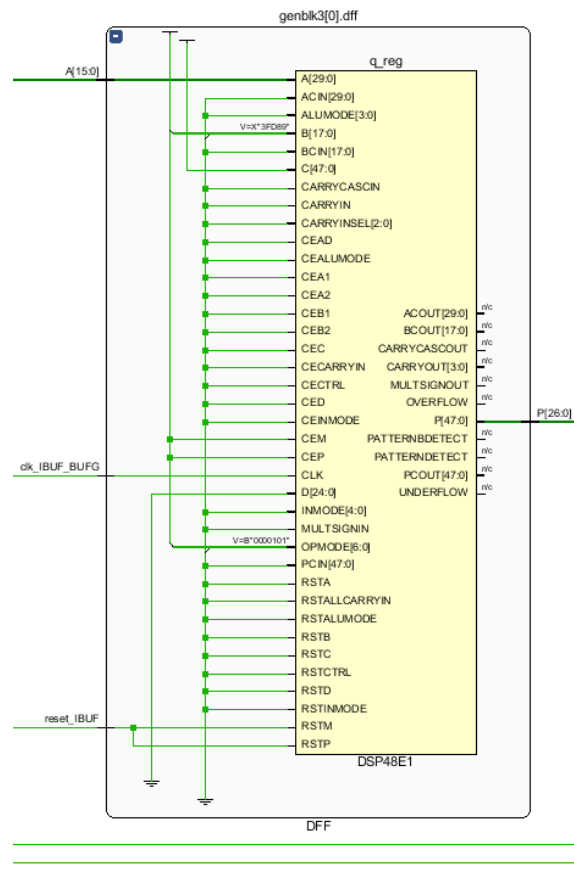 genblk3[0].dff
q_reg
A[15:0]
A[29:0]
ACIN[29:0]
ALUMODE[3:0]
V=X"3FD89"
B[17:0]
BCIN[17:0]
C[47:0]
CARRYCASCIN
CARRYIN
CARRYINSEL[2:0]
CEAD
CEALUMODE
CEA1
CEA2
CEB1 ACOUT[29:0] n/c
CEB2 BCOUT[17:0] n/c
CEC CARRYCASCOUT n/c
CECARRYIN CARRYOUT[3:0] n/c
CECTRL MULTSIGNOUT n/c
CED OVERFLOW n/c
CEINMODE P[47:0] P[26:0]
CEM PATTERNBDETECT n/c
CEP PATTERNDETECT n/c
clk_IBUF_BUFG CLK PCOUT[47:0] n/c
D[24:0] UNDERFLOW n/c
INMODE[4:0]
MULTSIGNIN
V=B"0000101" OPMODE[6:0]
PCIN[47:0]
RSTA
RSTALLCARRYIN
RSTALUMODE
RSTB
RSTC
RSTCTRL
RSTD
RSTINMODE
reset_IBUF RSTM
RSTP
DSP48E1
DFF